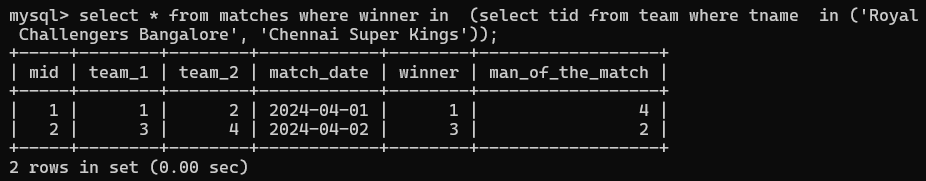 mysql> select * from matches where winner in  (select tid from team where tname  in ('Royal
 Challengers Bangalore', 'Chennai Super Kings'));
+-----+--------+--------+------------+--------+------------------+
| mid | team_1 | team_2 | match_date | winner | man_of_the_match |
+-----+--------+--------+------------+--------+------------------+
|   1 |      1 |      2 | 2024-04-01 |      1 |                4 |
|   2 |      3 |      4 | 2024-04-02 |      3 |                2 |
+-----+--------+--------+------------+--------+------------------+
2 rows in set (0.00 sec)